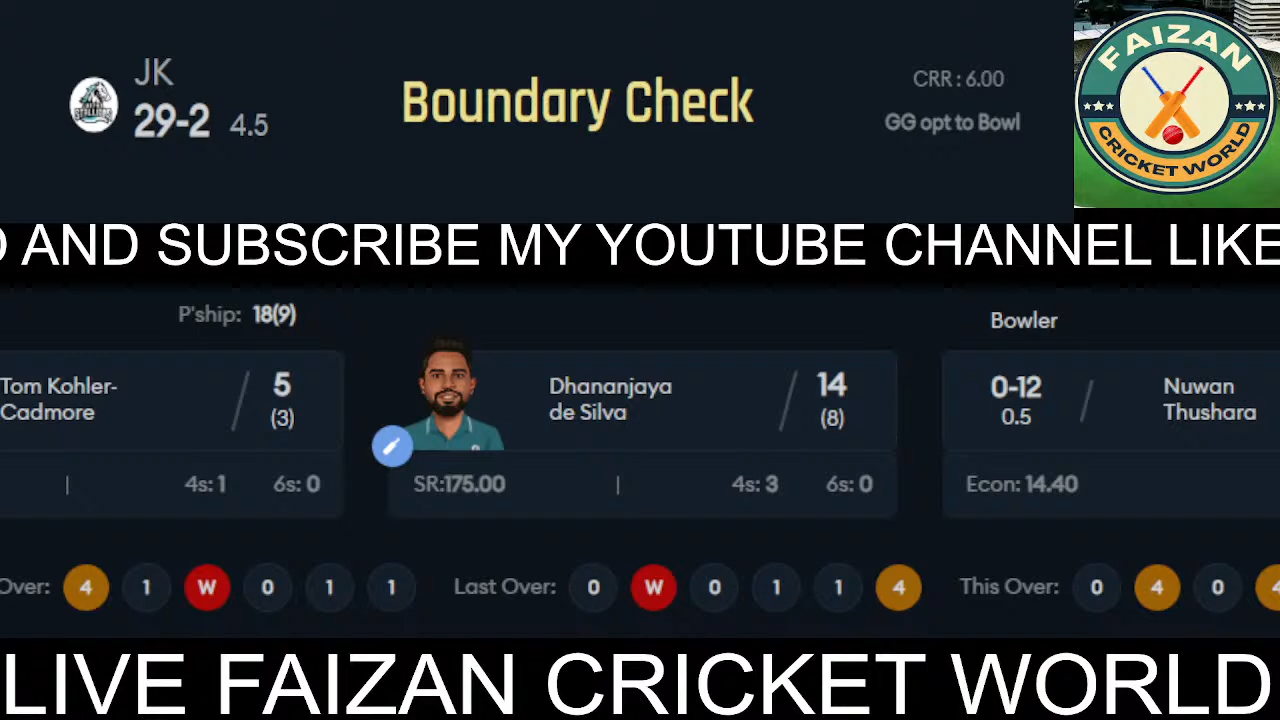 JK
29-2 4.5
Boundary Check
CRR : 6.00
GG opt to Bowl
FAIZAN
CRICKET WORLD
AND SUBSCRIBE MY YOUTUBE CHANNEL LIKE
P'ship: 18(9)
Bowler
Tom Kohler-
Cadmore
5
(3)
4s: 1 6s: 0
Dhananjaya
de Silva
14
(8)
SR:175.00 | 4s: 3 6s: 0
0-12
0.5
Nuwan
Thushara
Econ: 14.40
Over: 4 1 W 0 1 1
Last Over: 0 W 0 1 1 4
This Over: 0 4 0 4
LIVE FAIZAN CRICKET WORLD